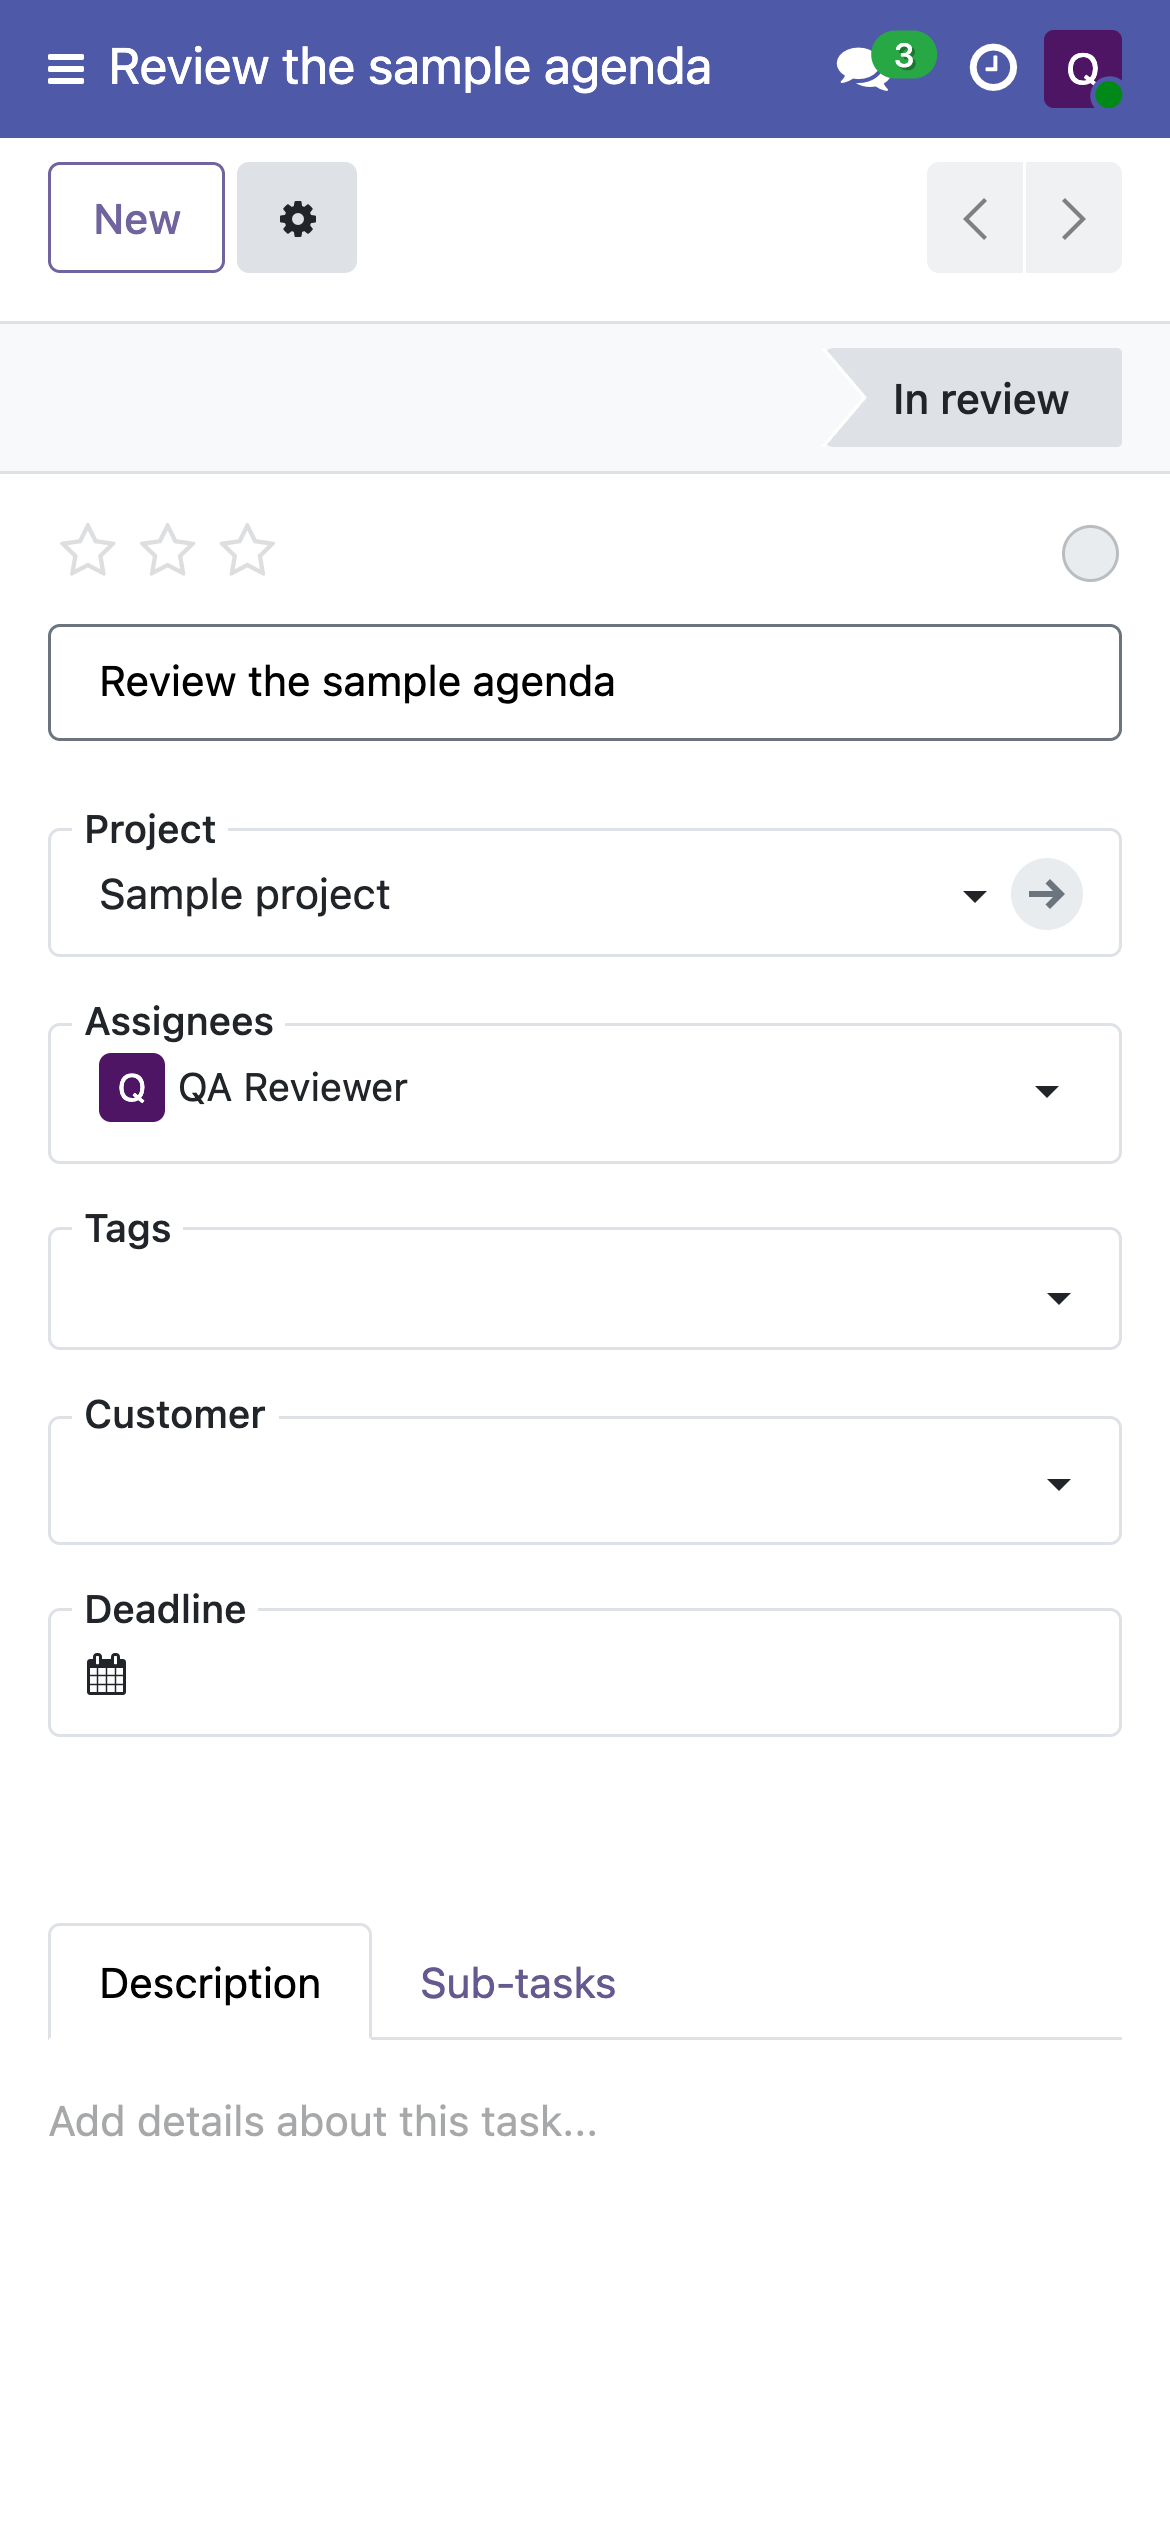 Review the sample agenda
3
Q
New
In review
Review the sample agenda
Project
Sample project
Assignees
Q QA Reviewer
Tags
Customer
Deadline
Description Sub-tasks
Add details about this task...